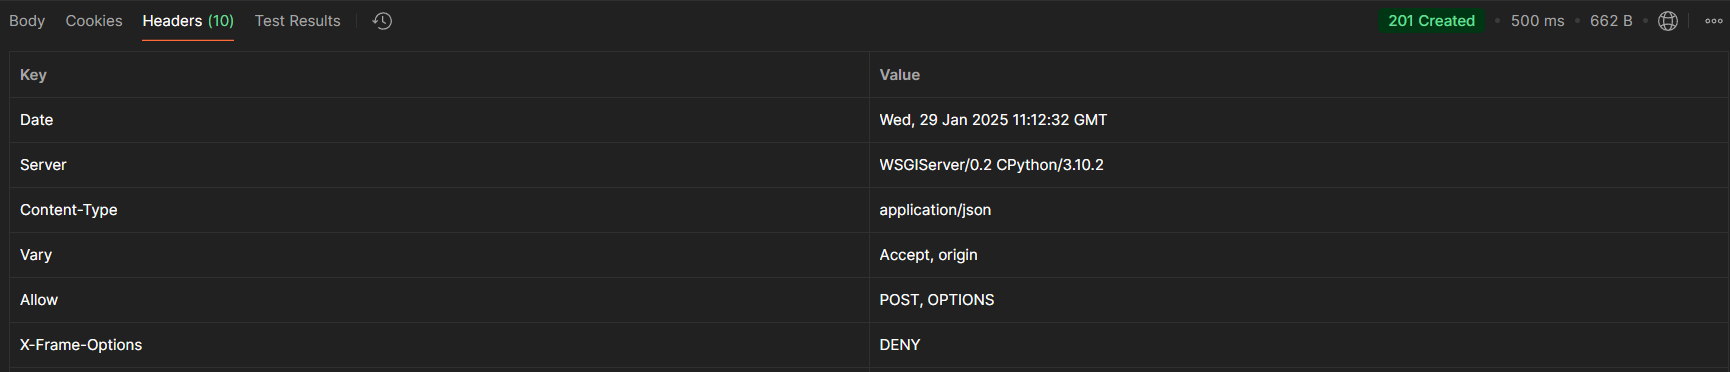 Body Cookies Headers (10) Test Results 201 Created • 500 ms • 662 B •
Key Value
Date Wed, 29 Jan 2025 11:12:32 GMT
Server WSGIServer/0.2 CPython/3.10.2
Content-Type application/json
Vary Accept, origin
Allow POST, OPTIONS
X-Frame-Options DENY